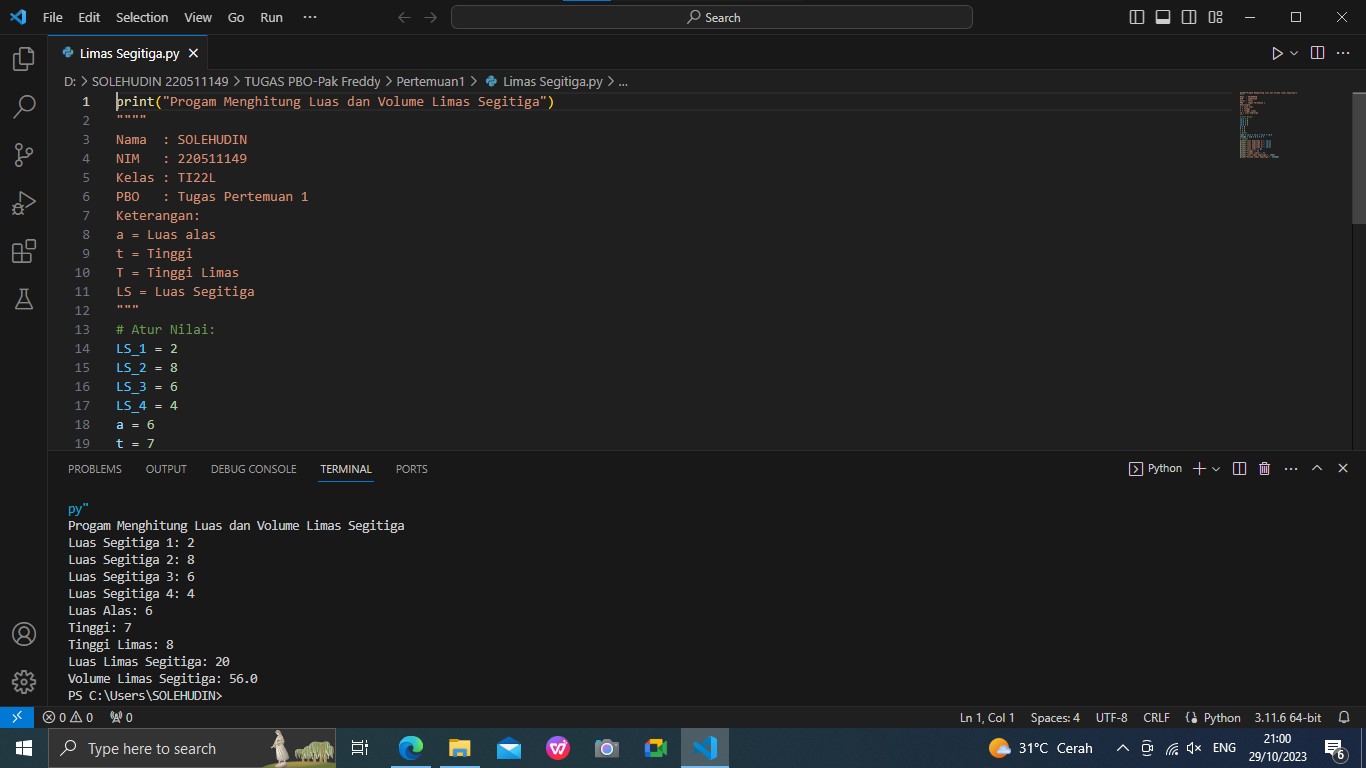 File Edit Selection View Go Run ··· Search
Limas Segitiga.py
D: > SOLEHUDIN 220511149 > TUGAS PBO-Pak Freddy > Pertemuan1 > Limas Segitiga.py > ...
1 print("Progam Menghitung Luas dan Volume Limas Segitiga")
2 """"
3 Nama  : SOLEHUDIN
4 NIM   : 220511149
5 Kelas : TI22L
6 PBO   : Tugas Pertemuan 1
7 Keterangan:
8 a = Luas alas
9 t = Tinggi
10 T = Tinggi Limas
11 LS = Luas Segitiga
12 """
13 # Atur Nilai:
14 LS_1 = 2
15 LS_2 = 8
16 LS_3 = 6
17 LS_4 = 4
18 a = 6
19 t = 7
PROBLEMS OUTPUT DEBUG CONSOLE TERMINAL PORTS Python
py"
Progam Menghitung Luas dan Volume Limas Segitiga
Luas Segitiga 1: 2
Luas Segitiga 2: 8
Luas Segitiga 3: 6
Luas Segitiga 4: 4
Luas Alas: 6
Tinggi: 7
Tinggi Limas: 8
Luas Limas Segitiga: 20
Volume Limas Segitiga: 56.0
PS C:\Users\SOLEHUDIN>
0 0 0 Ln 1, Col 1 Spaces: 4 UTF-8 CRLF Python 3.11.6 64-bit
Type here to search 31°C Cerah ENG 21:00
29/10/2023 6